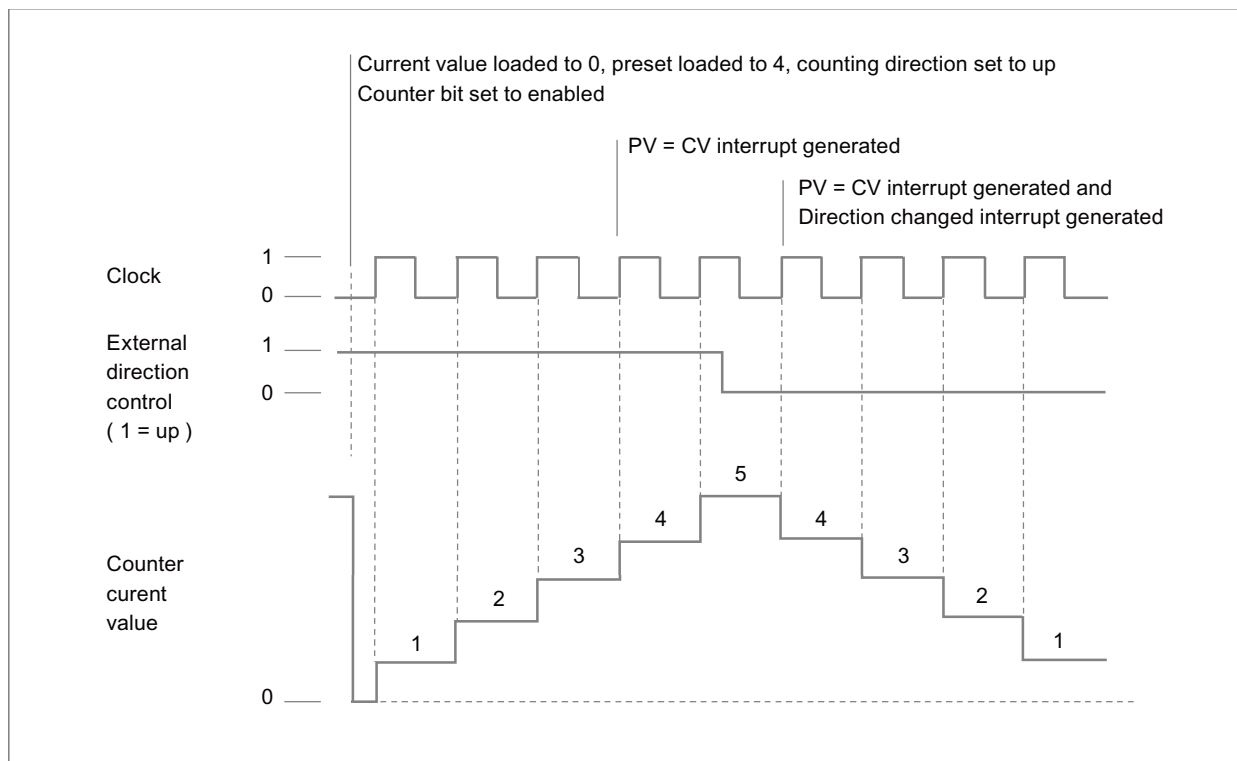 Current value loaded to 0, preset loaded to 4, counting direction set to up
Counter bit set to enabled
PV = CV interrupt generated
PV = CV interrupt generated and
Direction changed interrupt generated
Clock
1
0
External
direction
control
( 1 = up )
1
0
Counter
curent
value
0
1
2
3
4
5
4
3
2
1